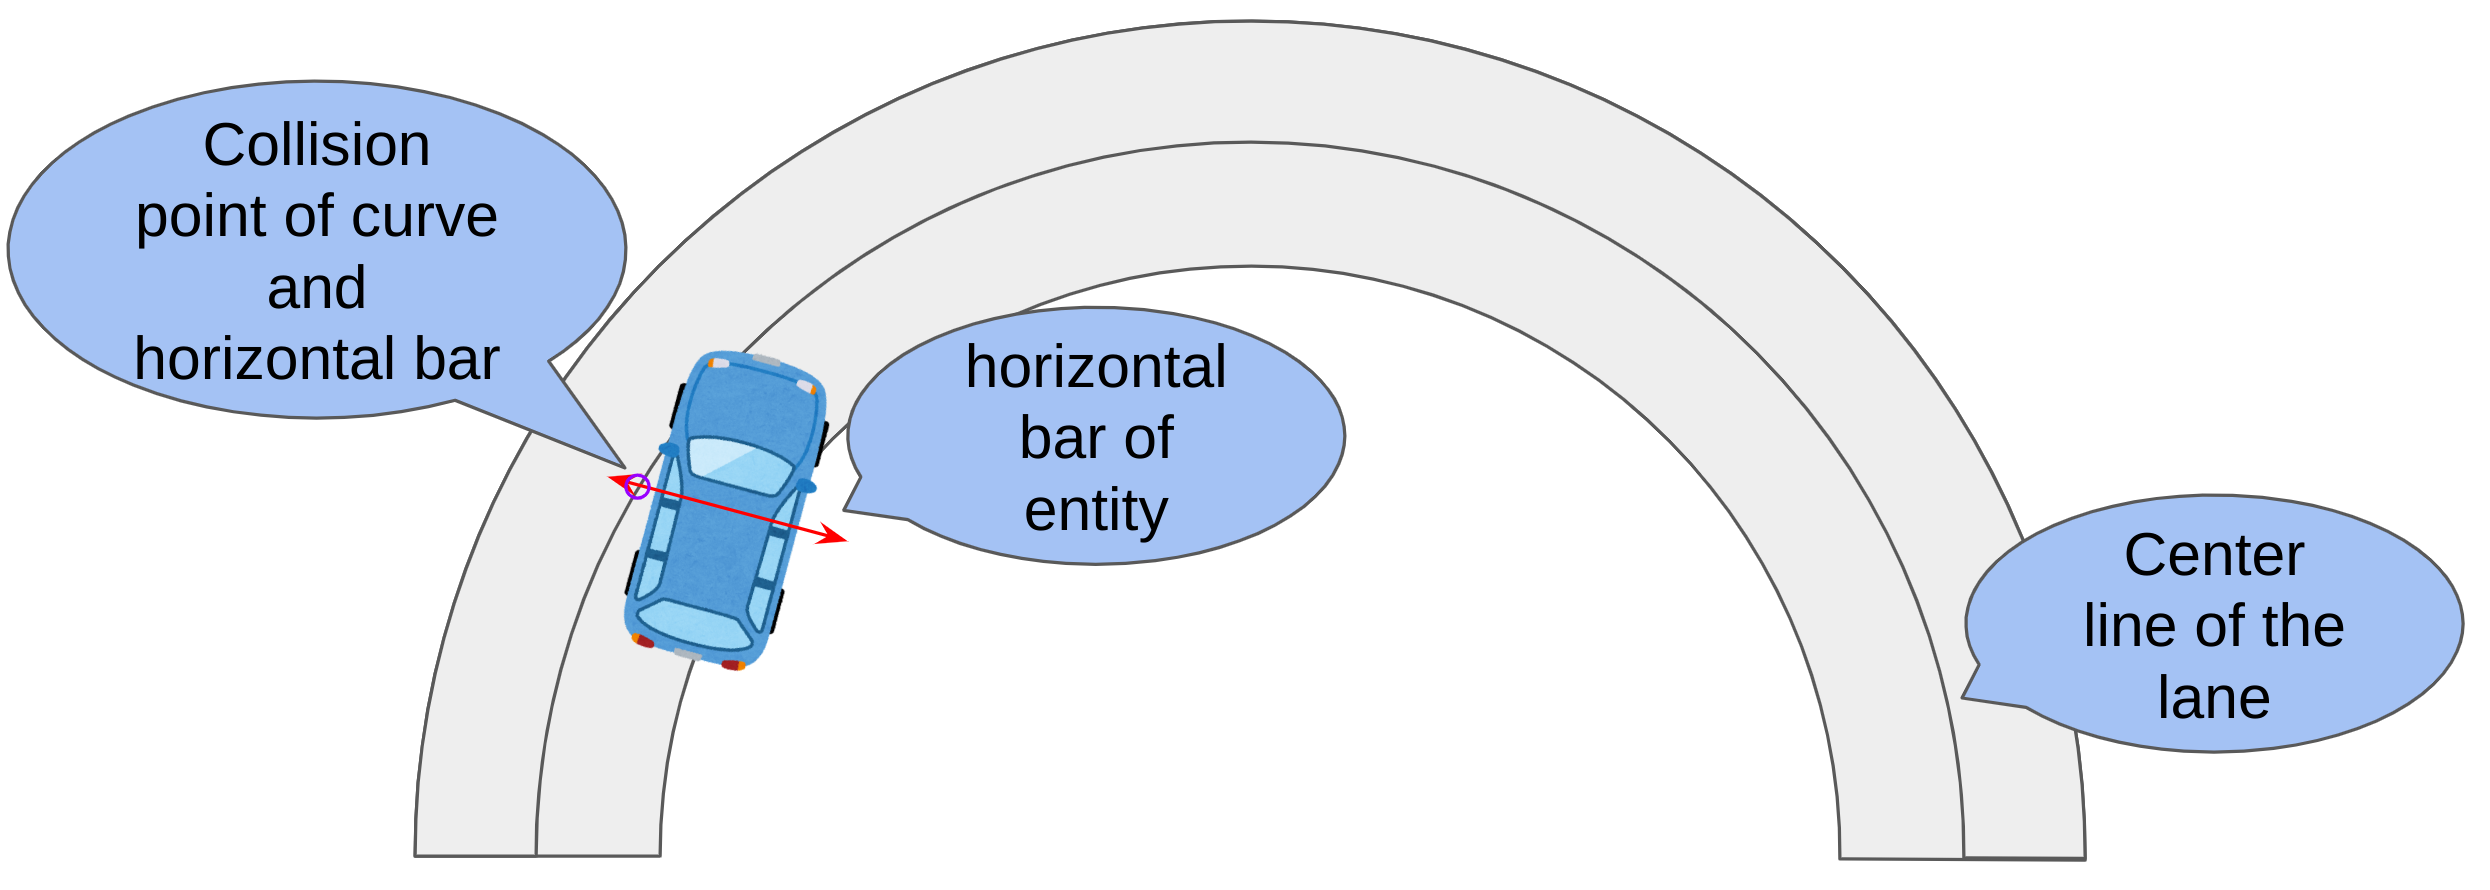 Collision
point of curve
and
horizontal bar
horizontal
bar of
entity
Center
line of the
lane